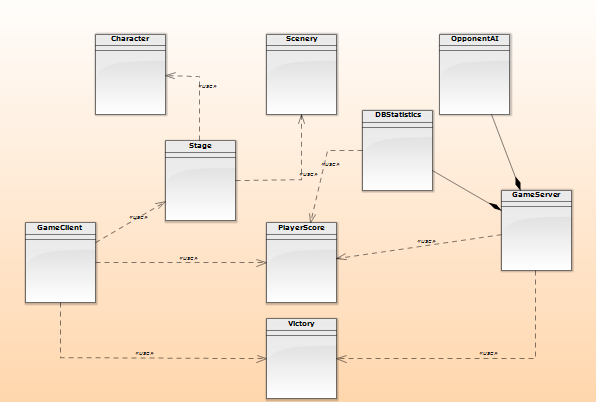 Character
Scenery
OpponentAI
«use»
DBStatistics
Stage
«use»
«use»
GameServer
«use»
GameClient
PlayerScore
«use»
«use»
Victory
«use»
«use»